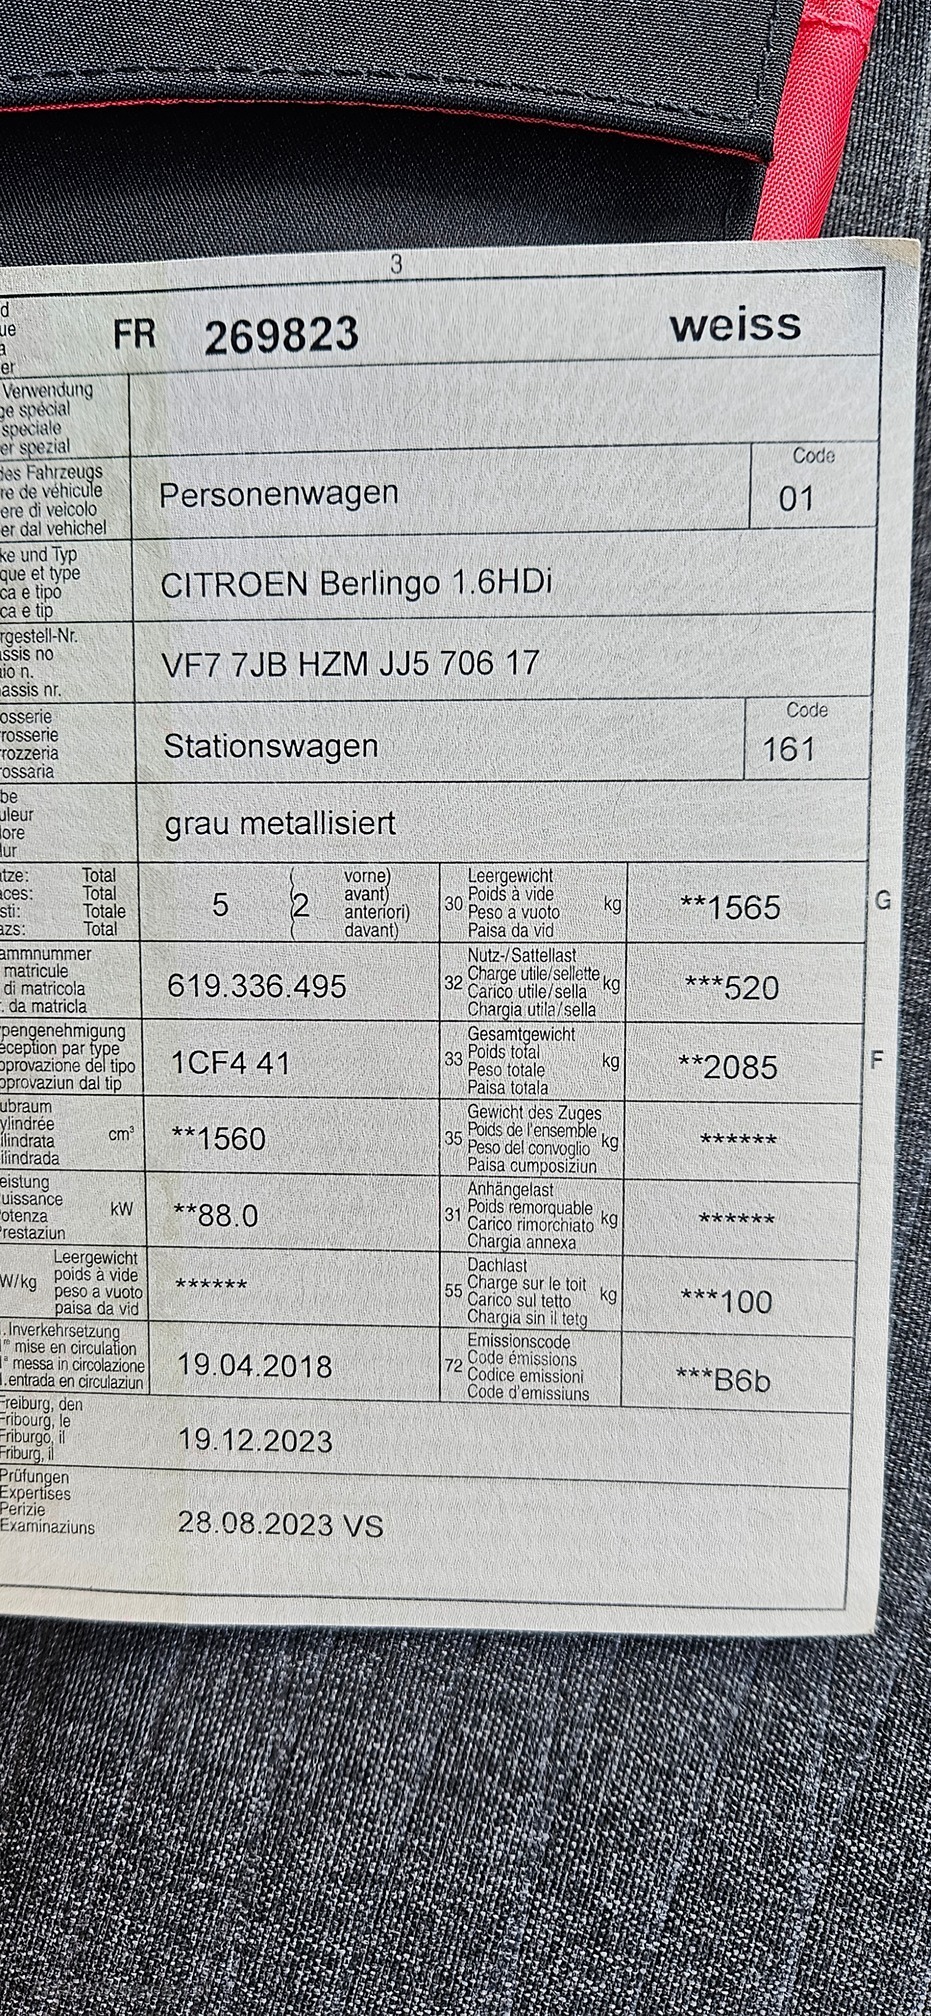 3
FR 269823 weiss
Verwendung
spécial
speciale
er spezial
Fahrzeugs
re de véhicule
ere di veicolo
er dal vehichel
Personenwagen
Code
01
ke und Typ
que et type
ca e tipo
ca e tip
CITROEN Berlingo 1.6HDi
rgestell-Nr.
ssis no
io n.
assis nr.
VF7 7JB HZM JJ5 706 17
osserie
rosserie
rozzeria
ossaria
Stationswagen
Code
161
be
uleur
lore
lur
grau metallisiert
tze: Total
aces: Total
sti: Totale
azs: Total
5 (2
vorne)
avant)
anteriori)
davant)
30
Leergewicht
Poids à vide
Peso a vuoto
Paisa da vid
kg
**1565
G
ammnummer
matricule
di matricola
. da matricla
619.336.495
32
Nutz-/Sattellast
Charge utile/sellette
Carico utile/sella
Chargia utila/sella
kg
***520
pengenehmigung
éception par type
pprovazione del tipo
pprovaziun dal tip
1CF4 41
33
Gesamtgewicht
Poids total
Peso totale
Paisa totala
kg
**2085
F
ubraum
ylindrée
ilindrata
ilindrada
cm³
**1560
35
Gewicht des Zuges
Poids de l'ensemble
Peso del convoglio
Paisa cumposiziun
kg
******
eistung
uissance
otenza
restaziun
kW
**88.0
31
Anhängelast
Poids remorquable
Carico rimorchiato
Chargia annexa
kg
******
W/kg
Leergewicht
poids à vide
peso a vuoto
paisa da vid
******
55
Dachlast
Charge sur le toit
Carico sul tetto
Chargia sin il tetg
kg
***100
. Inverkehrsetzung
mise en circulation
messa in circolazione
. entrada en circulaziun
19.04.2018
72
Emissionscode
Code émissions
Codice emissioni
Code d'emissiuns
***B6b
Freiburg, den
Fribourg, le
Friburgo, il
Friburg, il
19.12.2023
Prüfungen
Expertises
Perizie
Examinaziuns
28.08.2023 VS